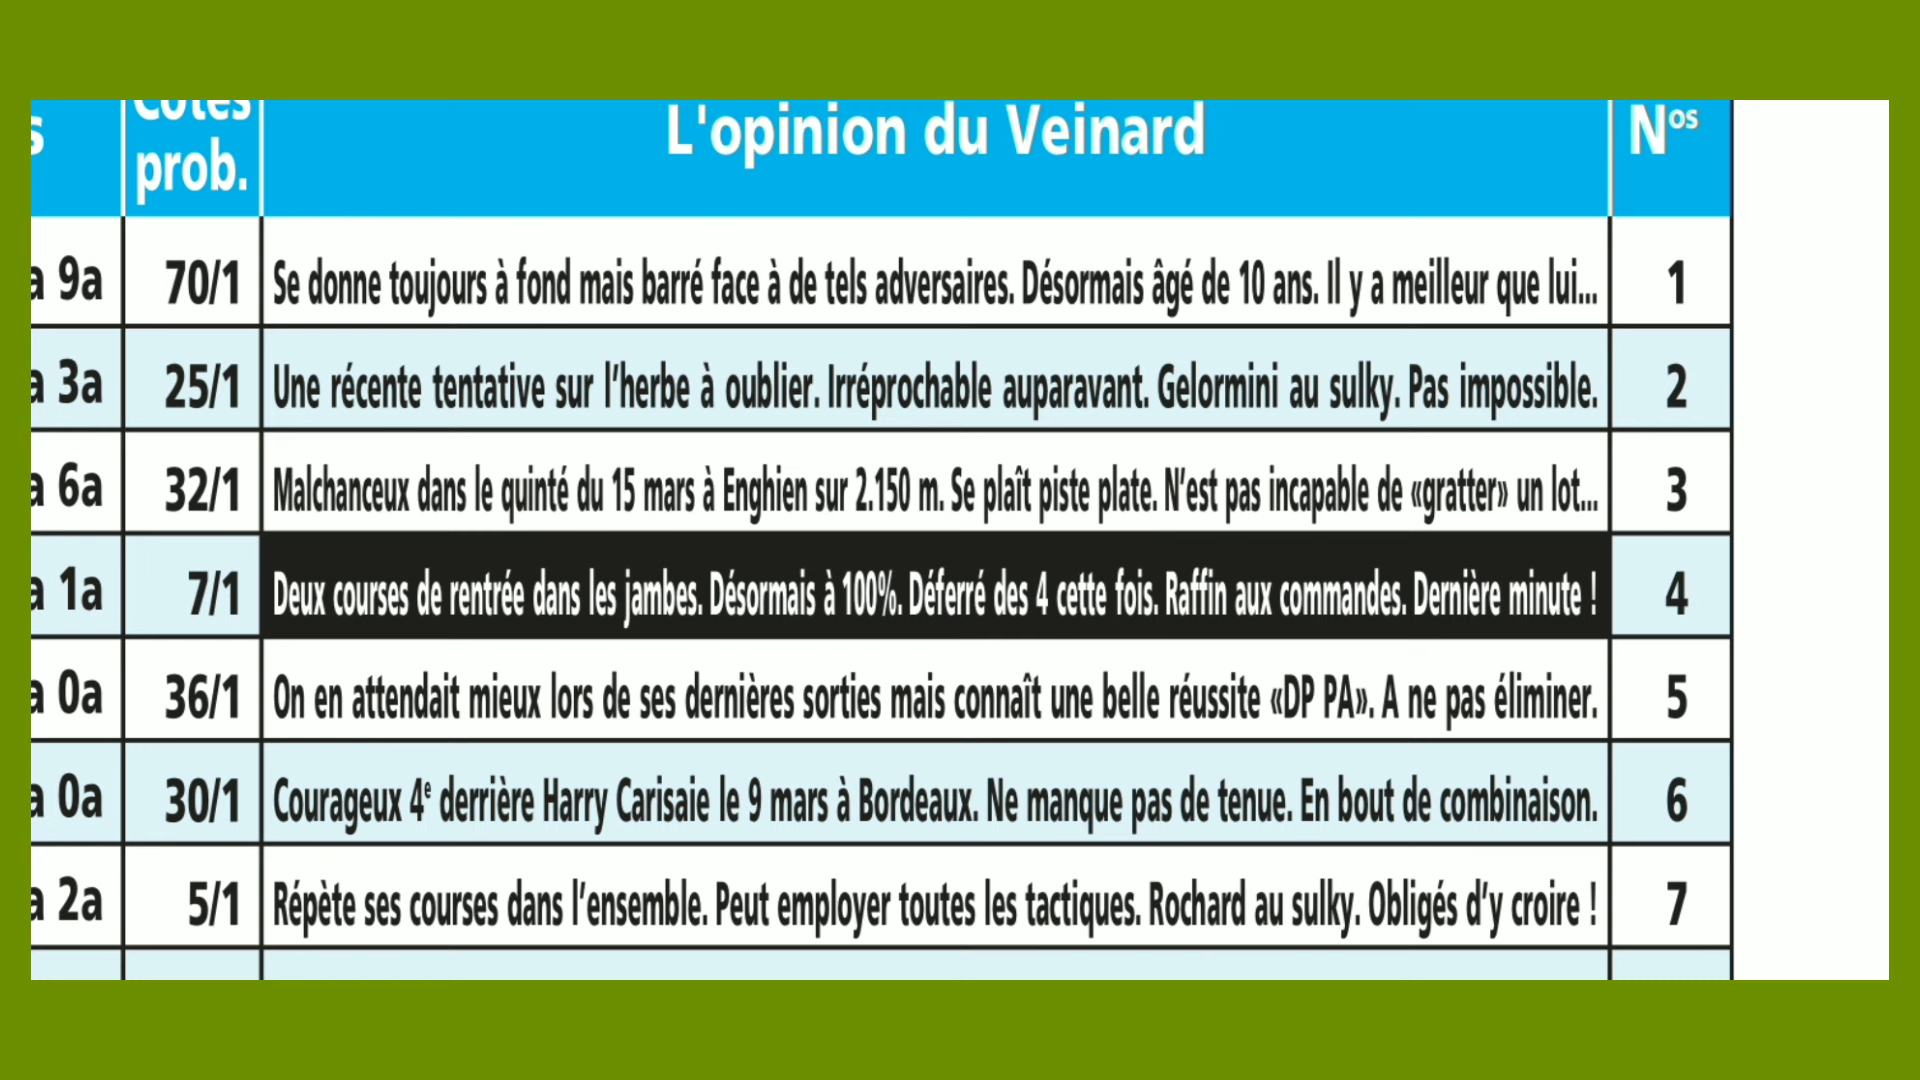 s Cotes prob. L'opinion du Veinard Nos
a 9a 70/1 Se donne toujours à fond mais barré face à de tels adversaires. Désormais âgé de 10 ans. Il y a meilleur que lui... 1
a 3a 25/1 Une récente tentative sur l’herbe à oublier. Irréprochable auparavant. Gelormini au sulky. Pas impossible. 2
a 6a 32/1 Malchanceux dans le quinté du 15 mars à Enghien sur 2.150 m. Se plaît piste plate. N’est pas incapable de «gratter» un lot... 3
a 1a 7/1 Deux courses de rentrée dans les jambes. Désormais à 100%. Déferré des 4 cette fois. Raffin aux commandes. Dernière minute ! 4
a 0a 36/1 On en attendait mieux lors de ses dernières sorties mais connaît une belle réussite «DP PA». A ne pas éliminer. 5
a 0a 30/1 Courageux 4e derrière Harry Carisaie le 9 mars à Bordeaux. Ne manque pas de tenue. En bout de combinaison. 6
a 2a 5/1 Répète ses courses dans l’ensemble. Peut employer toutes les tactiques. Rochard au sulky. Obligés d’y croire ! 7